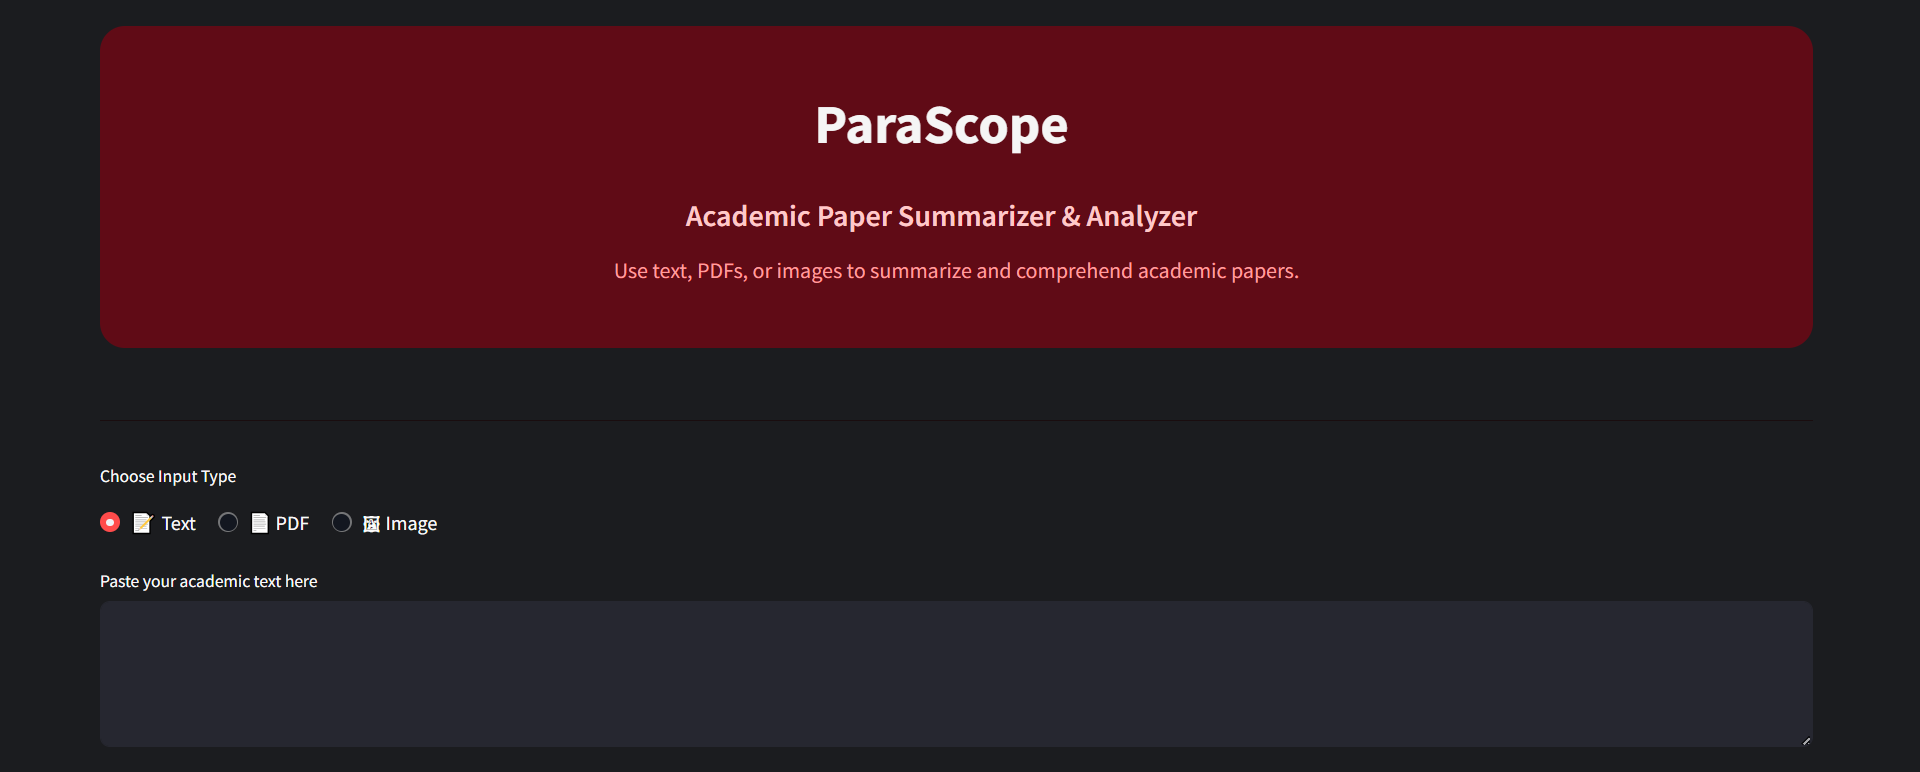 ParaScope
Academic Paper Summarizer & Analyzer
Use text, PDFs, or images to summarize and comprehend academic papers.
Choose Input Type
📝 Text 📄 PDF 🖼 Image
Paste your academic text here